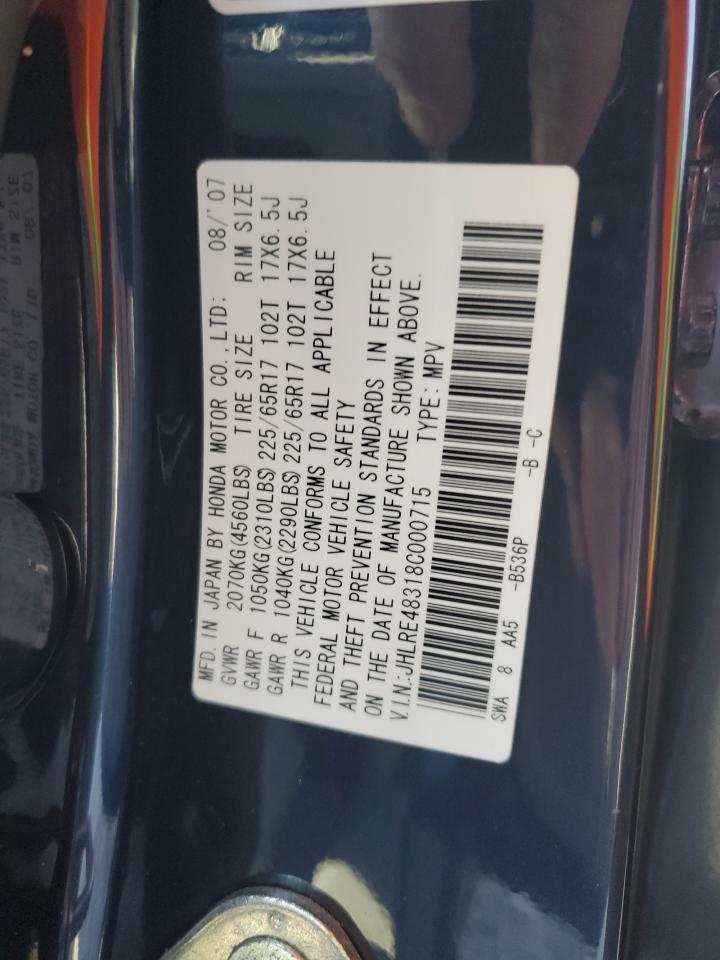 MFD. IN JAPAN BY HONDA MOTOR CO., LTD: 08/'07
GVWR 2070KG(4560LBS) TIRE SIZE RIM SIZE
GAWR F 1050KG(2310LBS)225/65R17 102T 17X6.5J
GAWR R 1040KG(2290LBS)225/65R17 102T 17X6.5J
THIS VEHICLE CONFORMS TO ALL APPLICABLE
FEDERAL MOTOR VEHICLE SAFETY
AND THEFT PREVENTION STANDARDS IN EFFECT
ON THE DATE OF MANUFACTURE SHOWN ABOVE.
V.I.N.:JHLRE48318C000715 TYPE: MPV
SWA 8 AA5 -B536P -B -C